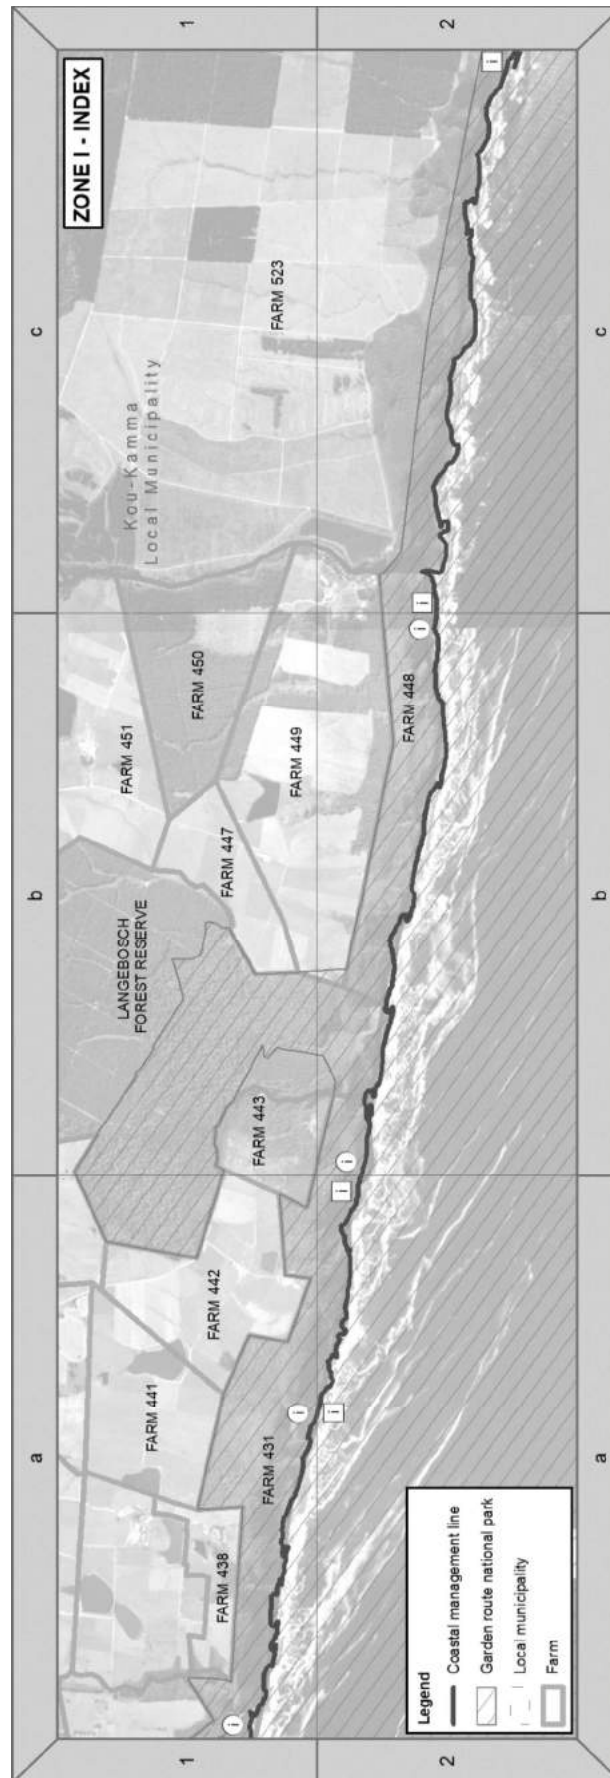 ZONE I - INDEX
a
b
c
1
1
2
2
a
b
c
FARM 438
FARM 441
FARM 442
FARM 431
FARM 443
LANGEBOSCH
FOREST RESERVE
FARM 447
FARM 451
FARM 450
FARM 449
FARM 448
Kou-Kamma
Local Municipality
FARM 523
i
i
i
i
i
i
i
i
Legend
Coastal management line
Garden route national park
Local municipality
Farm